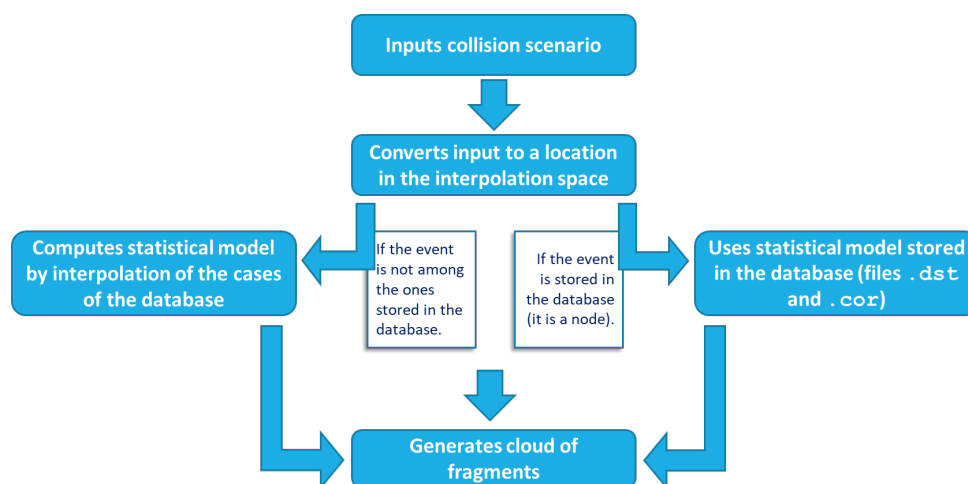 Inputs collision scenario
Converts input to a location
in the interpolation space
Computes statistical model
by interpolation of the cases
of the database
If the event
is not among
the ones
stored in the
database.
If the event
is stored in
the database
(it is a node).
Uses statistical model stored
in the database (files .dst
and .cor)
Generates cloud of
fragments